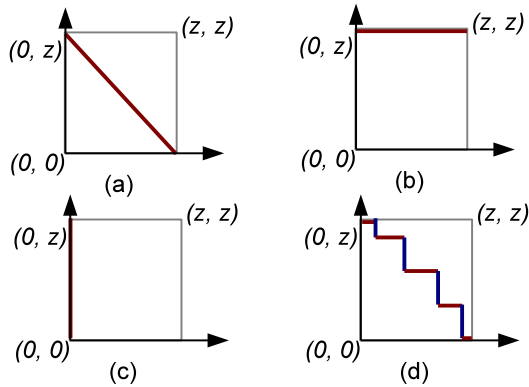 (0, z)
(z, z)
(0, 0)
(a)
(0, z)
(z, z)
(0, 0)
(b)
(0, z)
(z, z)
(0, 0)
(c)
(0, z)
(z, z)
(0, 0)
(d)